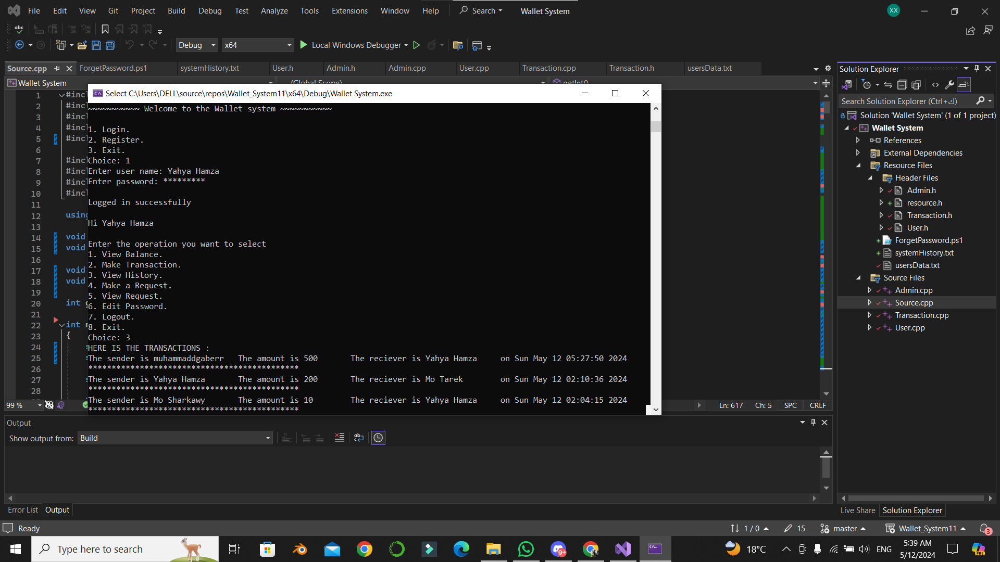 File Edit View Git Project Build Debug Test Analyze Tools Extensions Window Help Search Wallet System XX
abc
Debug x64 Local Windows Debugger
Source.cpp ForgetPassword.ps1 systemHistory.txt User.h Admin.h Admin.cpp User.cpp Transaction.cpp Transaction.h usersData.txt
Wallet System (Global Scope) getInt()
Select C:\Users\DELL\source\repos\Wallet_System11\x64\Debug\Wallet System.exe
~~~~~~~~~~~ Welcome to the Wallet system ~~~~~~~~~~~
1. Login.
2. Register.
3. Exit.
Choice: 1
Enter user name: Yahya Hamza
Enter password: *********
Logged in successfully
Hi Yahya Hamza
Enter the operation you want to select
1. View Balance.
2. Make Transaction.
3. View History.
4. Make a Request.
5. View Request.
6. Edit Password.
7. Logout.
8. Exit.
Choice: 3
HERE IS THE TRANSACTIONS :
The sender is muhammaddgaberr The amount is 500 The reciever is Yahya Hamza on Sun May 12 05:27:50 2024
*********************************************
The sender is Yahya Hamza The amount is 200 The reciever is Mo Tarek on Sun May 12 02:10:36 2024
*********************************************
The sender is Mo Sharkawy The amount is 10 The reciever is Yahya Hamza on Sun May 12 02:04:15 2024
*********************************************
1 #incl
2 #incl
3 #incl
4 #incl
5 #incl
6
7 #incl
8 #incl
9 #incl
10 #incl
11
12 using
13
14 void
15 void
16
17 void
18 void
19
20 int g
21
22 int m
23 {
24 s
25 s
26
27 s
28
99 % Ln: 617 Ch: 5 SPC CRLF
Output
Show output from: Build
Error List Output
Solution Explorer
Search Solution Explorer (Ctrl+ك)
Solution 'Wallet System' (1 of 1 project)
Wallet System
References
External Dependencies
Resource Files
Header Files
Admin.h
resource.h
Transaction.h
User.h
ForgetPassword.ps1
systemHistory.txt
usersData.txt
Source Files
Admin.cpp
Source.cpp
Transaction.cpp
User.cpp
Live Share Solution Explorer
Ready 1 / 0 15 master Wallet_System11 3
Type here to search 9+ 18°C ENG 5:39 AM
5/12/2024
PRE